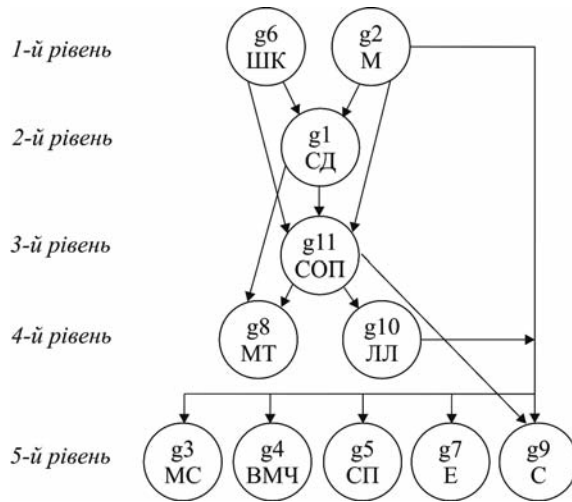 1-й рівень
g6
ШК
g2
М
2-й рівень
g1
СД
3-й рівень
g11
СОП
4-й рівень
g8
МТ
g10
ЛЛ
5-й рівень
g3
МС
g4
ВМЧ
g5
СП
g7
Е
g9
С